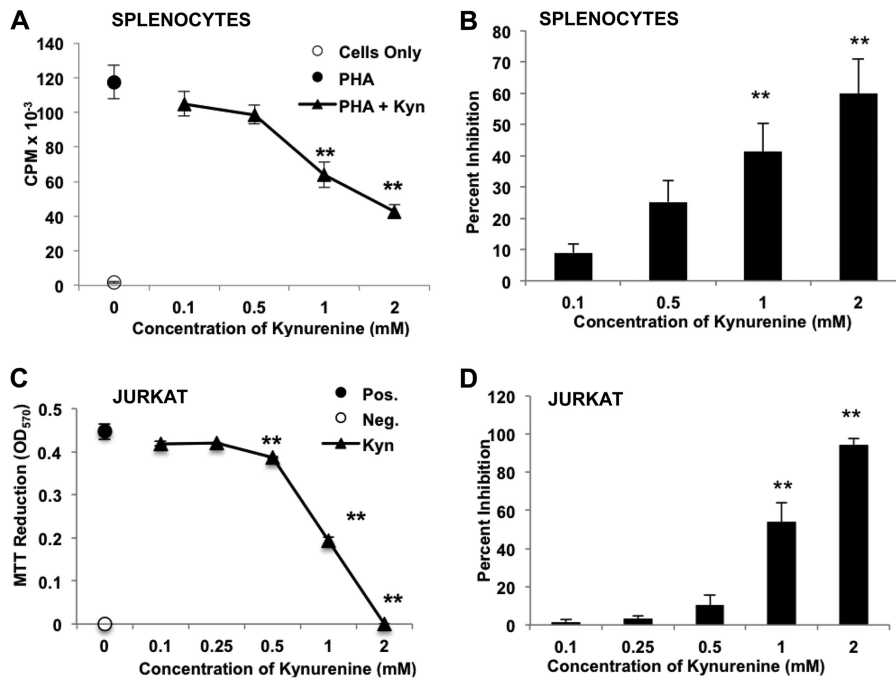 A
SPLENOCYTES
Cells Only
PHA
PHA + Kyn
CPM x 10⁻³
140
120
100
80
60
40
20
0
**
**
0 0.1 0.5 1 2
Concentration of Kynurenine (mM)
B
SPLENOCYTES
Percent Inhibition
80
70
60
50
40
30
20
10
0
**
**
0.1 0.5 1 2
Concentration of Kynurenine (mM)
C
JURKAT
Pos.
Neg.
Kyn
MTT Reduction (OD₅₇₀)
0.5
0.4
0.3
0.2
0.1
0
**
**
**
0 0.1 0.25 0.5 1 2
Concentration of Kynurenine (mM)
D
JURKAT
Percent Inhibition
120
100
80
60
40
20
0
**
**
0.1 0.25 0.5 1 2
Concentration of Kynurenine (mM)